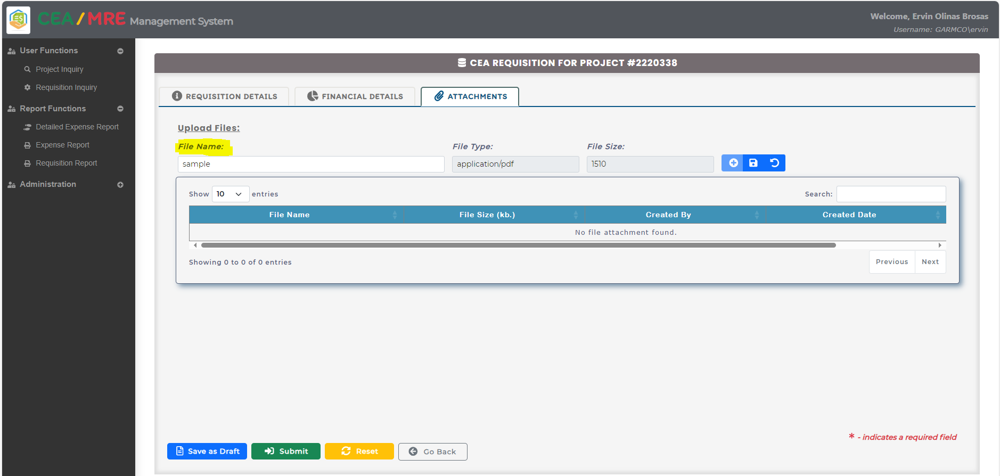 CEA/MRE Management System
Welcome, Ervin Olinas Brosas
Username: GARMCO\ervin
User Functions
Project Inquiry
Requisition Inquiry
Report Functions
Detailed Expense Report
Expense Report
Requisition Report
Administration
CEA REQUISITION FOR PROJECT #2220338
REQUISITION DETAILS
FINANCIAL DETAILS
ATTACHMENTS
Upload Files:
File Name: File Type: File Size:
sample application/pdf 1510
Show 10 entries Search:
File Name File Size (kb.) Created By Created Date
No file attachment found.
Showing 0 to 0 of 0 entries
Previous Next
* - indicates a required field
Save as Draft Submit Reset Go Back